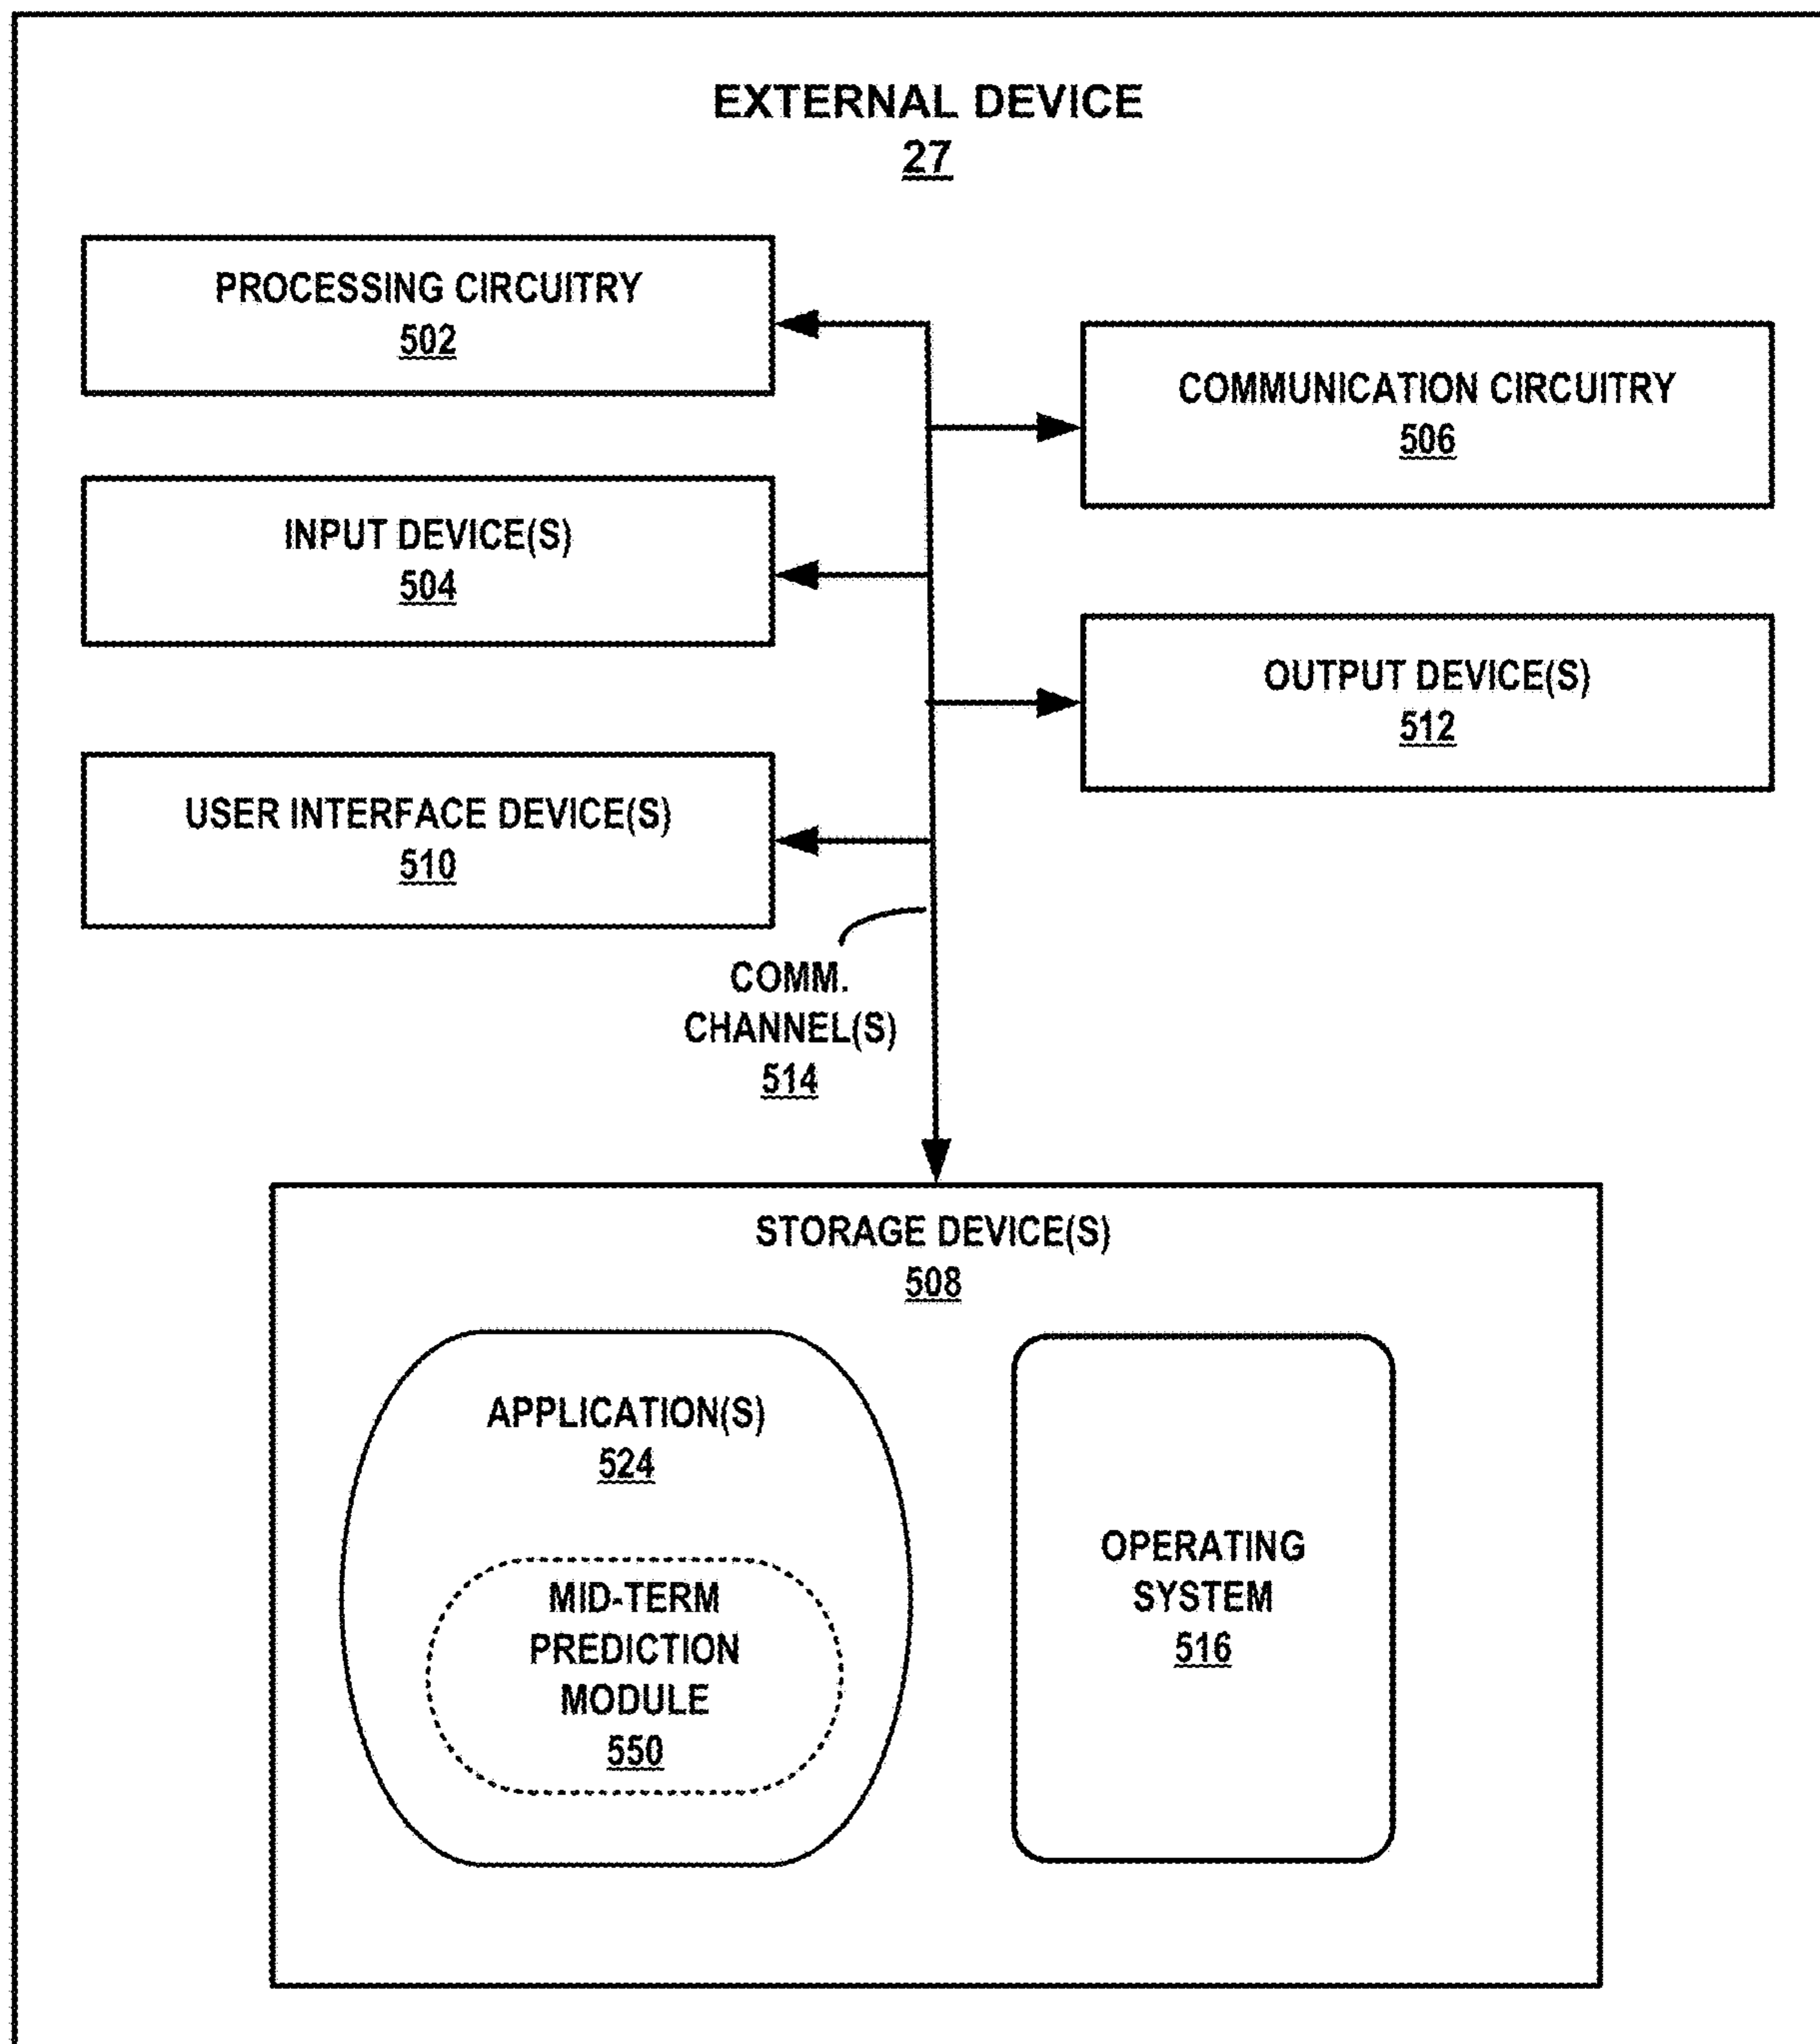 EXTERNAL DEVICE
27
PROCESSING CIRCUITRY
502
COMMUNICATION CIRCUITRY
506
INPUT DEVICE(S)
504
OUTPUT DEVICE(S)
512
USER INTERFACE DEVICE(S)
510
COMM.
CHANNEL(S)
514
STORAGE DEVICE(S)
508
APPLICATION(S)
524
MID-TERM
PREDICTION
MODULE
550
OPERATING
SYSTEM
516